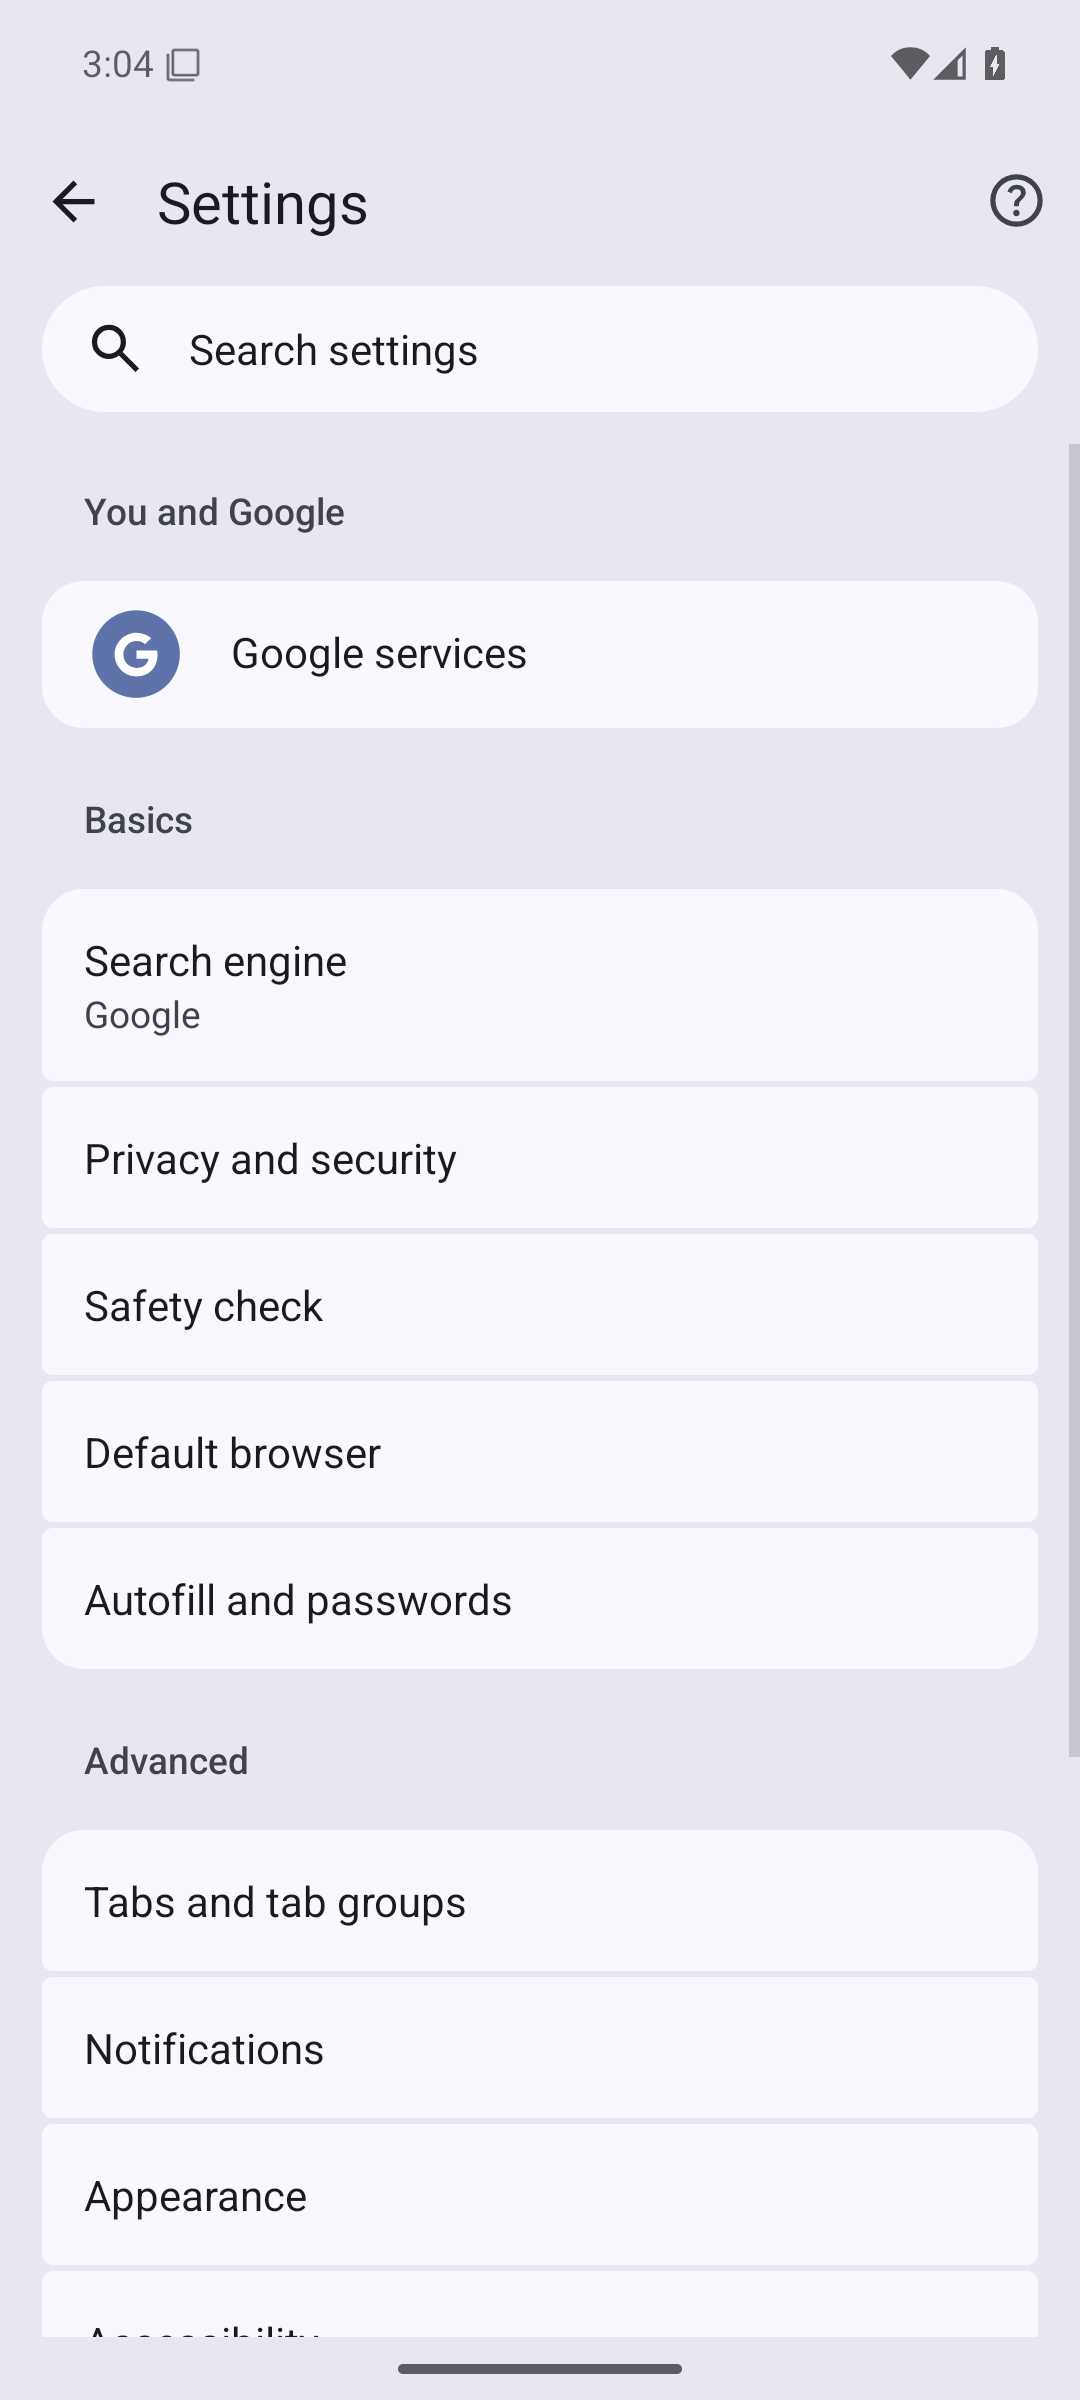 3:04
Settings
Search settings
You and Google
Google services
Basics
Search engine
Google
Privacy and security
Safety check
Default browser
Autofill and passwords
Advanced
Tabs and tab groups
Notifications
Appearance
Accessibility